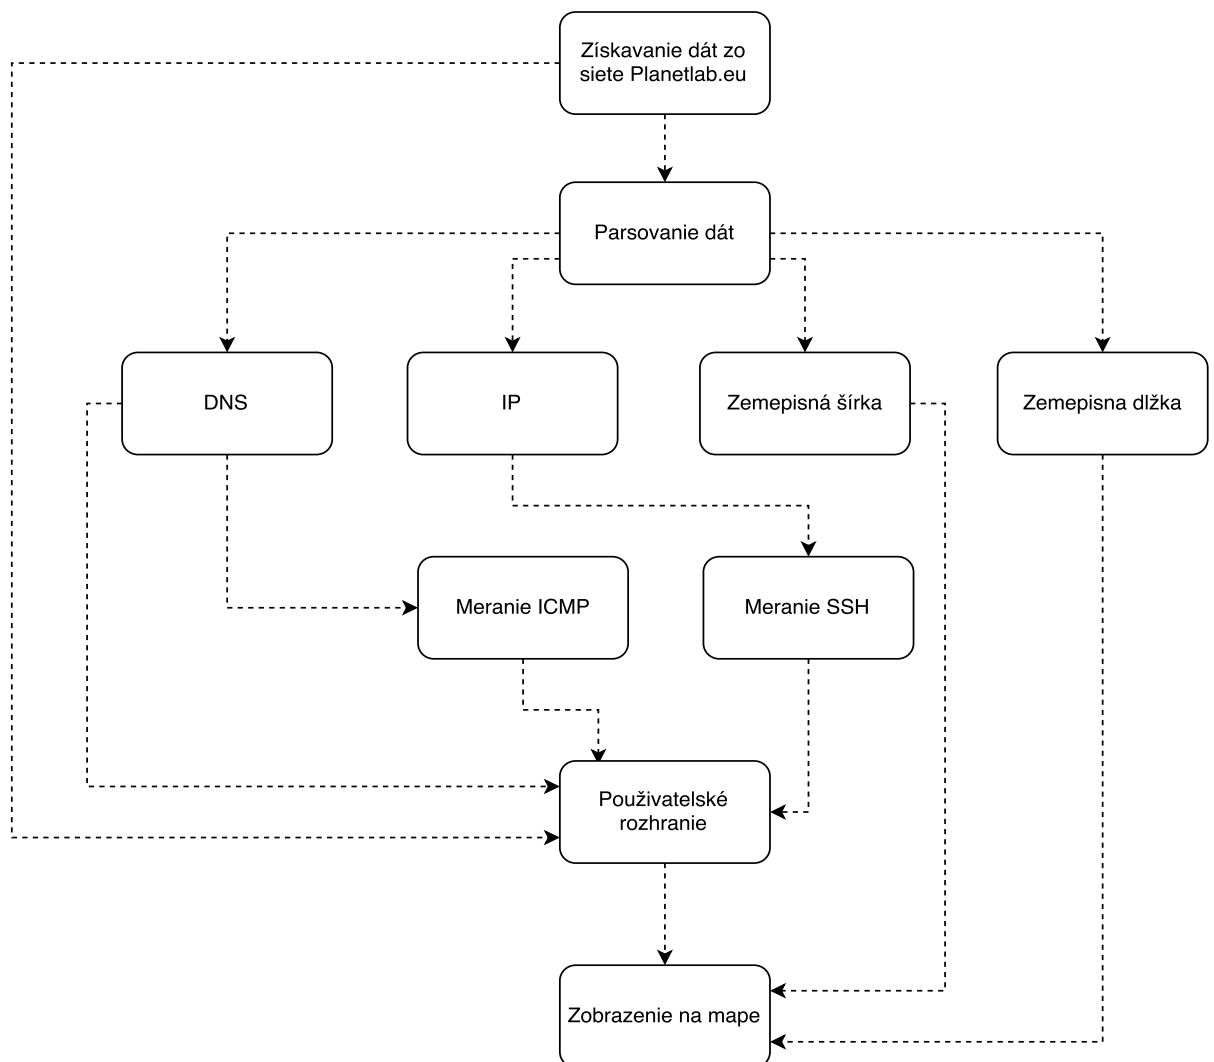 Získavanie dát zo
siete Planetlab.eu
Parsovanie dát
DNS
IP
Zemepisná šírka
Zemepisna dlžka
Meranie ICMP
Meranie SSH
Použivatelské
rozhranie
Zobrazenie na mape